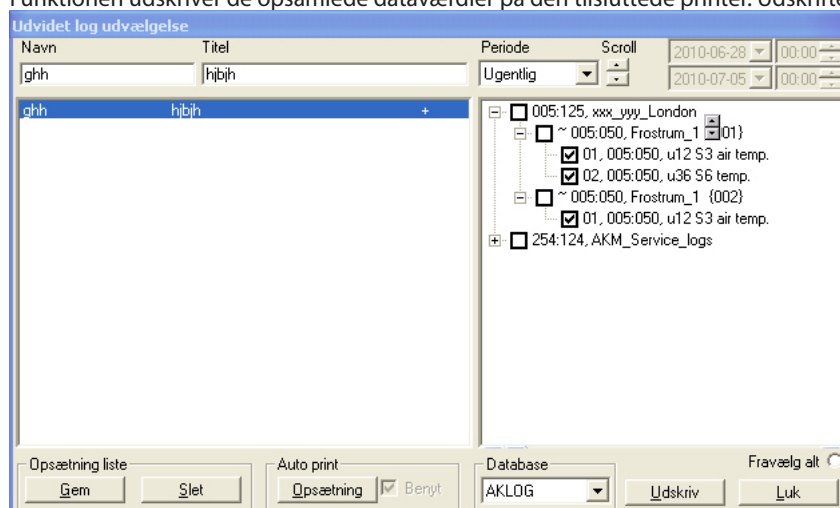 Funktionen udskriver de opsamlede dataværdier på den tilsluttede printer. Udskrifte
Udvidet log udvælgelse
Navn Titel Periode Scroll 2010-06-28 00:00
ghh hjbjh Ugentlig 2010-07-05 00:00
ghh hjbjh +
005:125, xxx_yyy_London
~ 005:050, Frostrum_1 01}
01, 005:050, u12 S3 air temp.
02, 005:050, u36 S6 temp.
~ 005:050, Frostrum_1 {002}
01, 005:050, u12 S3 air temp.
254:124, AKM_Service_logs
Opsætning liste Auto print Database Fravælg alt
Gem Slet Opsætning Benyt AKLOG Udskriv Luk